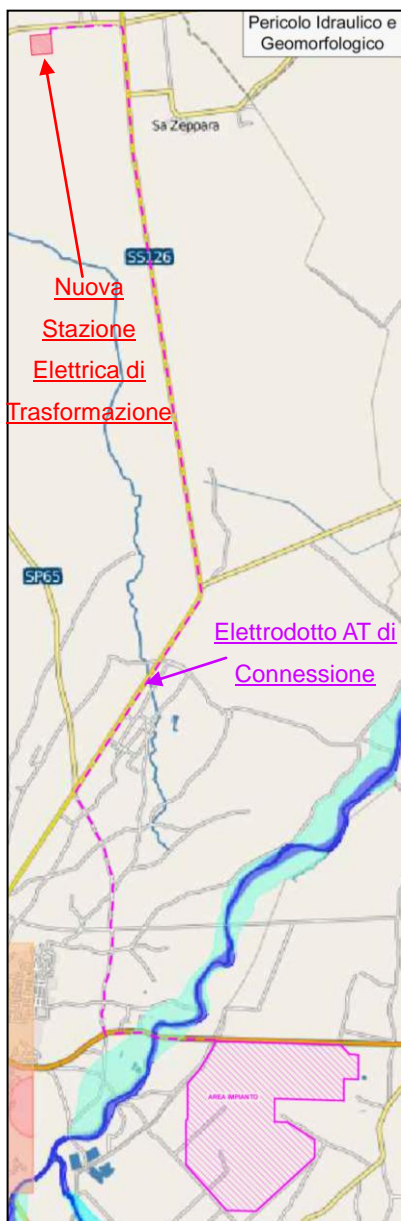 Pericolo Idraulico e
Geomorfologico
Sa Zeppara
SS126
Nuova
Stazione
Elettrica di
Trasformazione
SP65
Elettrodotto AT di
Connessione
AREA IMPIANTO